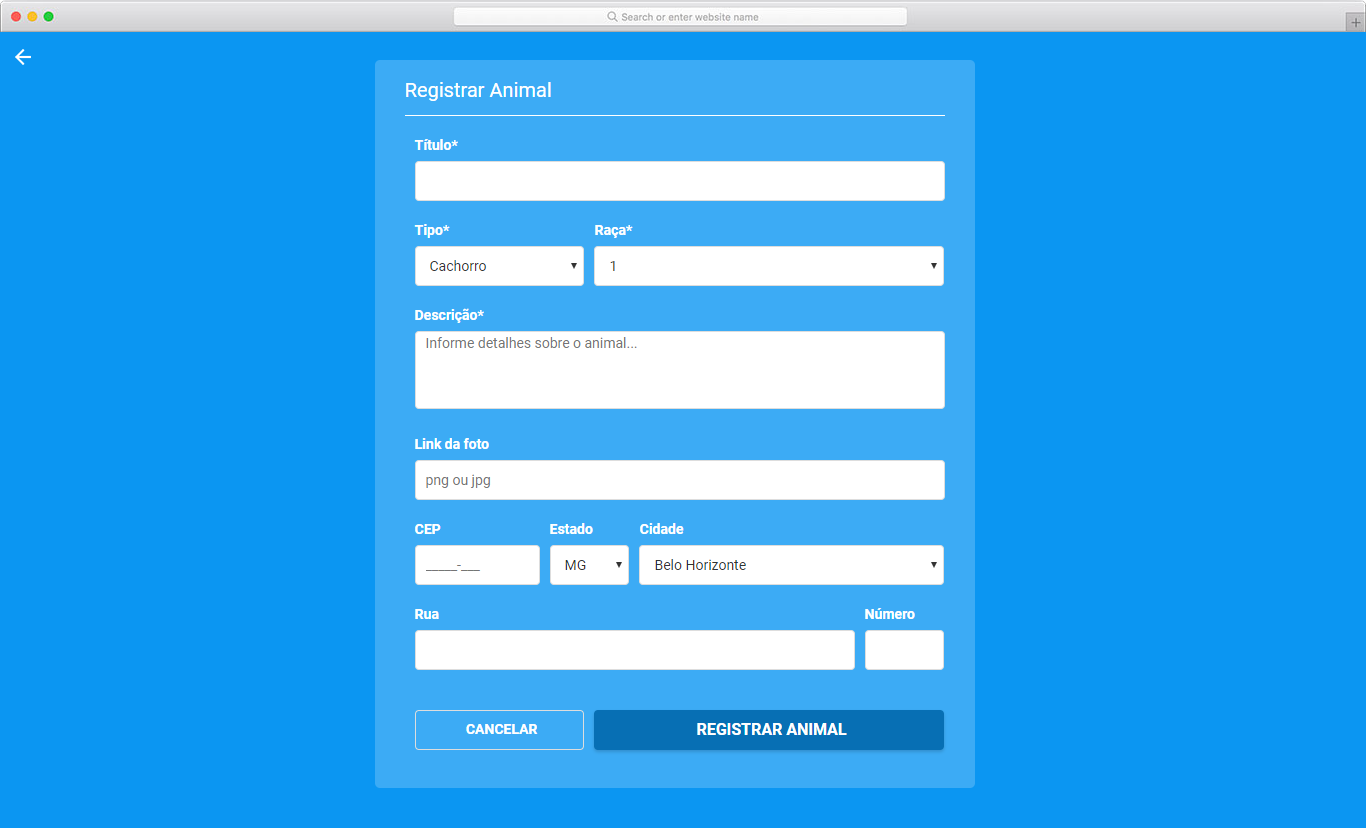 Search or enter website name
Registrar Animal
Título*
Tipo* Raça*
Cachorro 1
Descrição*
Informe detalhes sobre o animal...
Link da foto
png ou jpg
CEP Estado Cidade
_____-___ MG Belo Horizonte
Rua Número
CANCELAR REGISTRAR ANIMAL